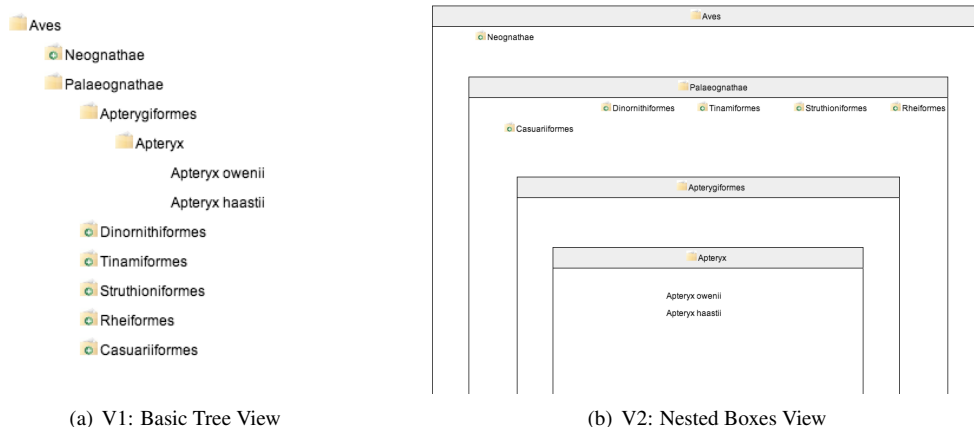 Aves
Neognathae
Palaeognathae
Apterygiformes
Apteryx
Apteryx owenii
Apteryx haastii
Dinornithiformes
Tinamiformes
Struthioniformes
Rheiformes
Casuariiformes
(a) V1: Basic Tree View
Aves
Neognathae
Palaeognathae
Dinornithiformes Tinamiformes Struthioniformes Rheiformes
Casuariiformes
Apterygiformes
Apteryx
Apteryx owenii
Apteryx haastii
(b) V2: Nested Boxes View